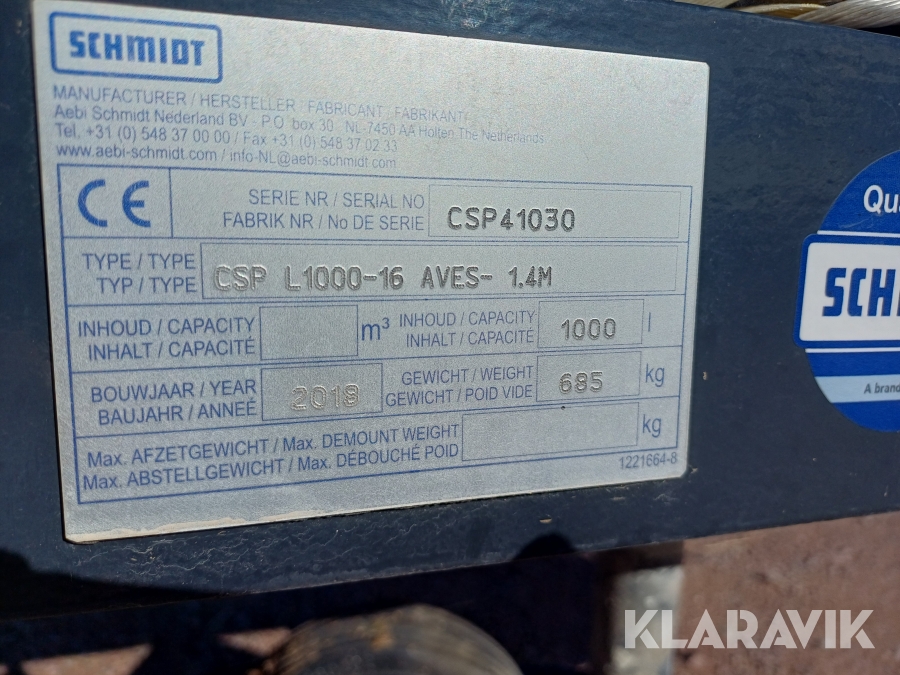 SCHMIDT
MANUFACTURER / HERSTELLER / FABRICANT / FABRIKANT
Aebi Schmidt Nederland BV - P.O. box 30 - NL-7450 AA Holten The Netherlands
Tel. +31 (0) 548 37 00 00 / Fax +31 (0) 548 37 02 33
www.aebi-schmidt.com / info-NL@aebi-schmidt.com
CE
SERIE NR / SERIAL NO
FABRIK NR / No DE SERIE
CSP41030
TYPE / TYPE
TYP / TYPE
CSP L1000-16 AVES- 1.4M
INHOUD / CAPACITY
INHALT / CAPACITÉ
m³
INHOUD / CAPACITY
INHALT / CAPACITÉ
1000
l
BOUWJAAR / YEAR
BAUJAHR / ANNEÉ
2018
GEWICHT / WEIGHT
GEWICHT / POID VIDE
685
kg
Max. AFZETGEWICHT / Max. DEMOUNT WEIGHT
Max. ABSTELLGEWICHT / Max. DÉBOUCHÉ POID
kg
1221664-8
Qu
SCH
A brand
KLARAVIK